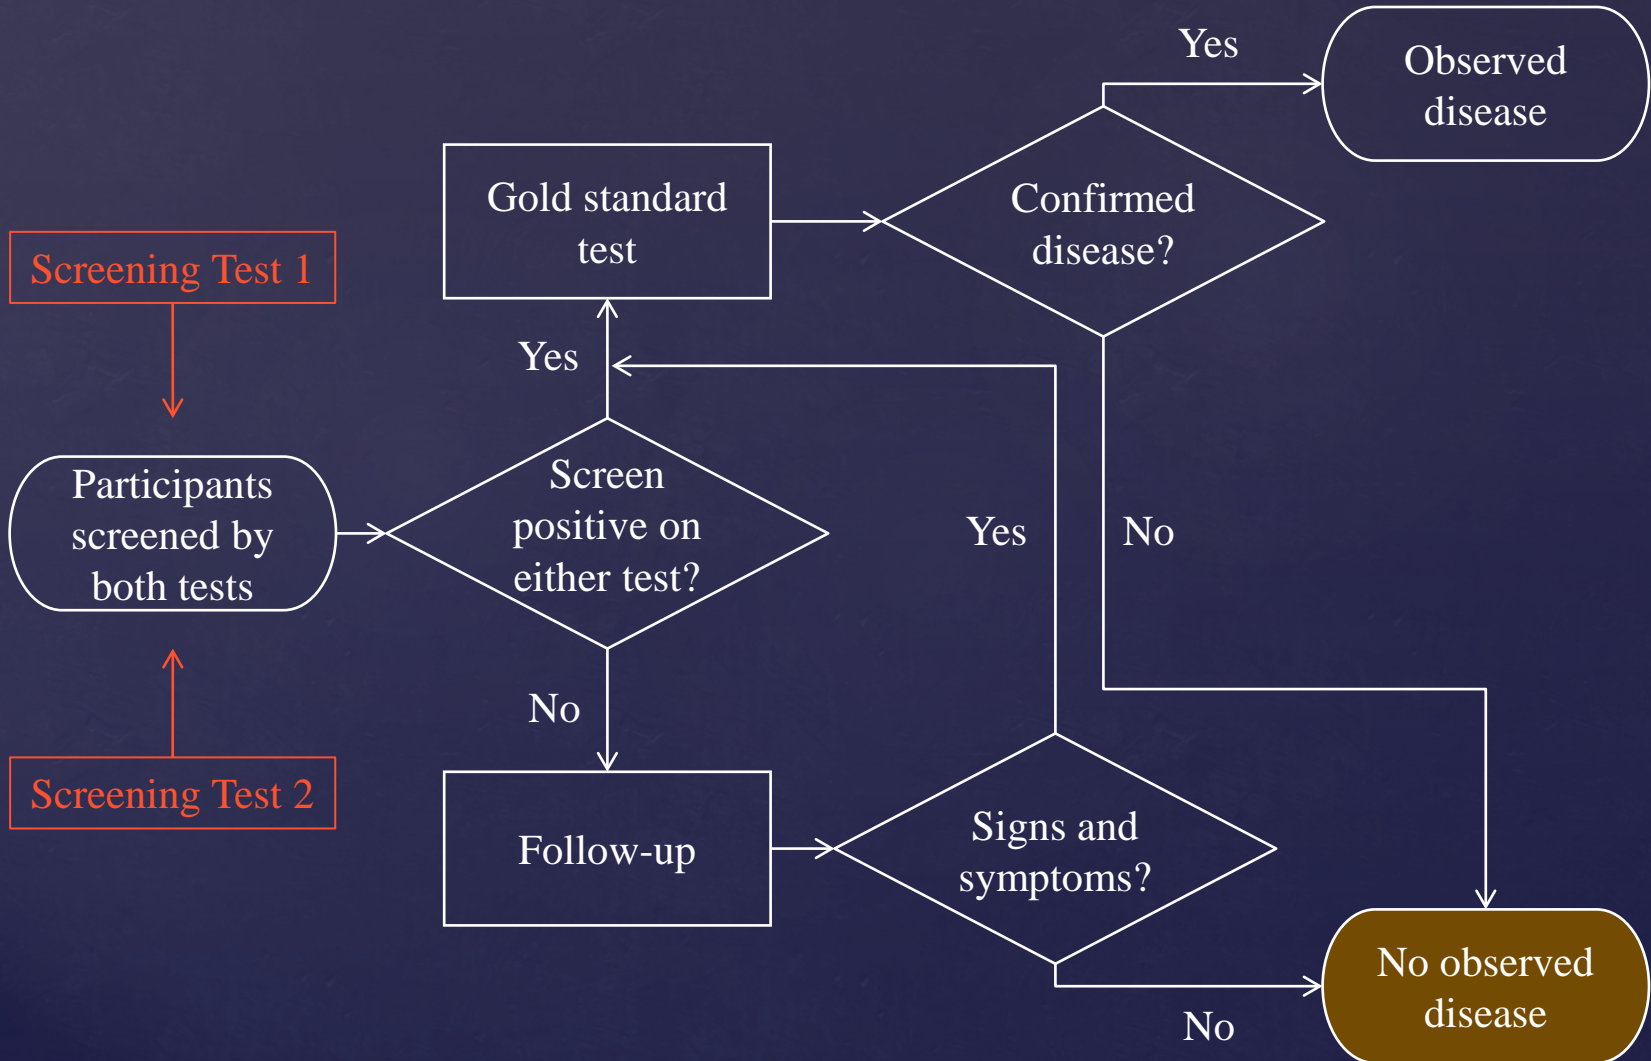 Yes
Observed
disease
Gold standard
test
Confirmed
disease?
Screening Test 1
Yes
Participants
screened by
both tests
Screen
positive on
either test?
Yes
No
No
Screening Test 2
Follow-up
Signs and
symptoms?
No
No observed
disease